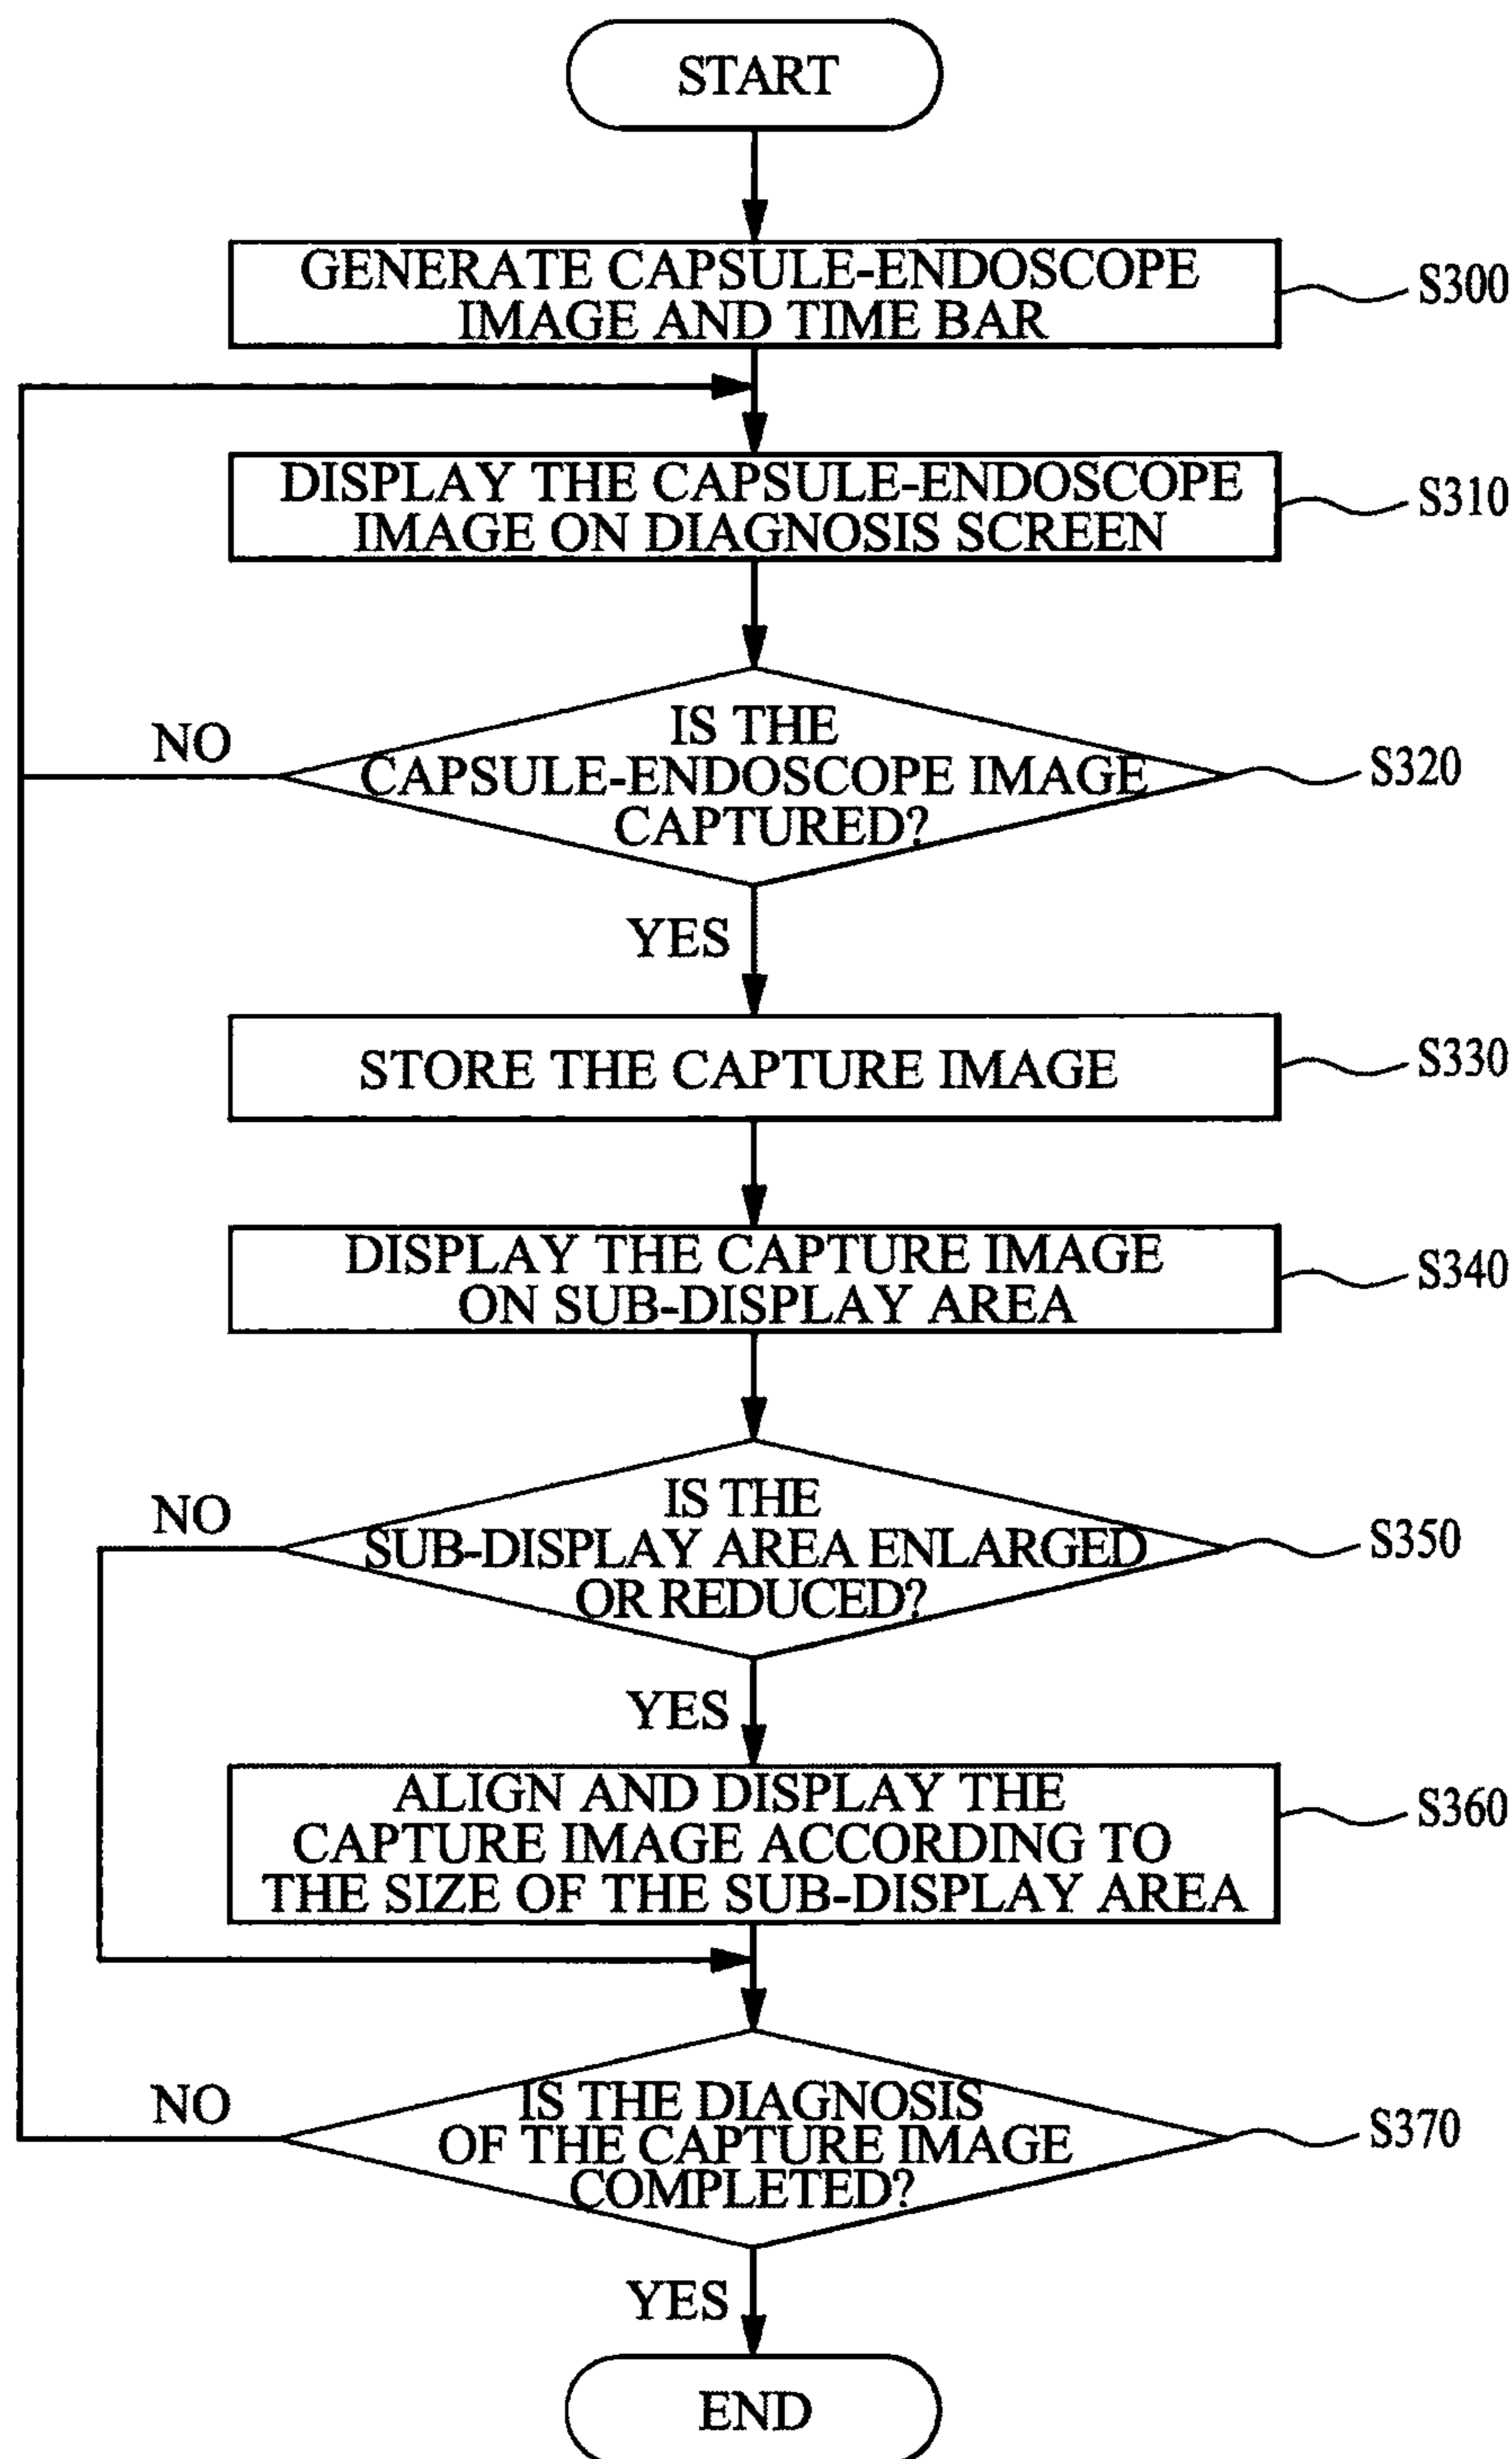 START
GENERATE CAPSULE-ENDOSCOPE
IMAGE AND TIME BAR
S300
DISPLAY THE CAPSULE-ENDOSCOPE
IMAGE ON DIAGNOSIS SCREEN
S310
IS THE
CAPSULE-ENDOSCOPE IMAGE
CAPTURED?
NO
S320
YES
STORE THE CAPTURE IMAGE
S330
DISPLAY THE CAPTURE IMAGE
ON SUB-DISPLAY AREA
S340
IS THE
SUB-DISPLAY AREA ENLARGED
OR REDUCED?
NO
S350
YES
ALIGN AND DISPLAY THE
CAPTURE IMAGE ACCORDING TO
THE SIZE OF THE SUB-DISPLAY AREA
S360
IS THE DIAGNOSIS
OF THE CAPTURE IMAGE
COMPLETED?
NO
S370
YES
END